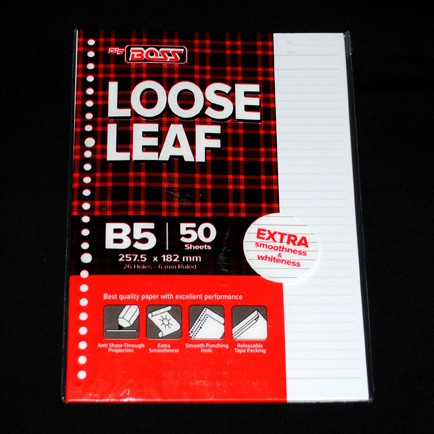 BOSS
LOOSE
LEAF
B5 50
Sheets
257.5 x 182 mm
26 Holes - 6 mm Ruled
EXTRA
smoothness
&
whiteness
Best quality paper with excellent performance
Anti Show-Through
Properties
Extra
Smoothness
Smooth Punching
Hole
Releasable
Tape Packing